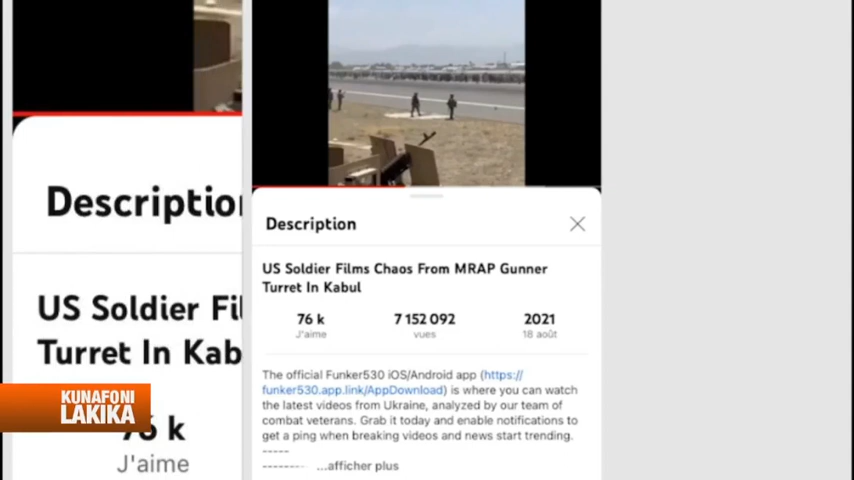 Description
US Soldier Fil
Turret In Kab
76 k
J'aime
KUNAFONI
LAKIKA
Description
US Soldier Films Chaos From MRAP Gunner
Turret In Kabul
76 k 7 152 092 2021
J'aime vues 18 août
The official Funker530 iOS/Android app (https://
funker530.app.link/AppDownload) is where you can watch
the latest videos from Ukraine, analyzed by our team of
combat veterans. Grab it today and enable notifications to
get a ping when breaking videos and news start trending.
-----
-------- ...afficher plus